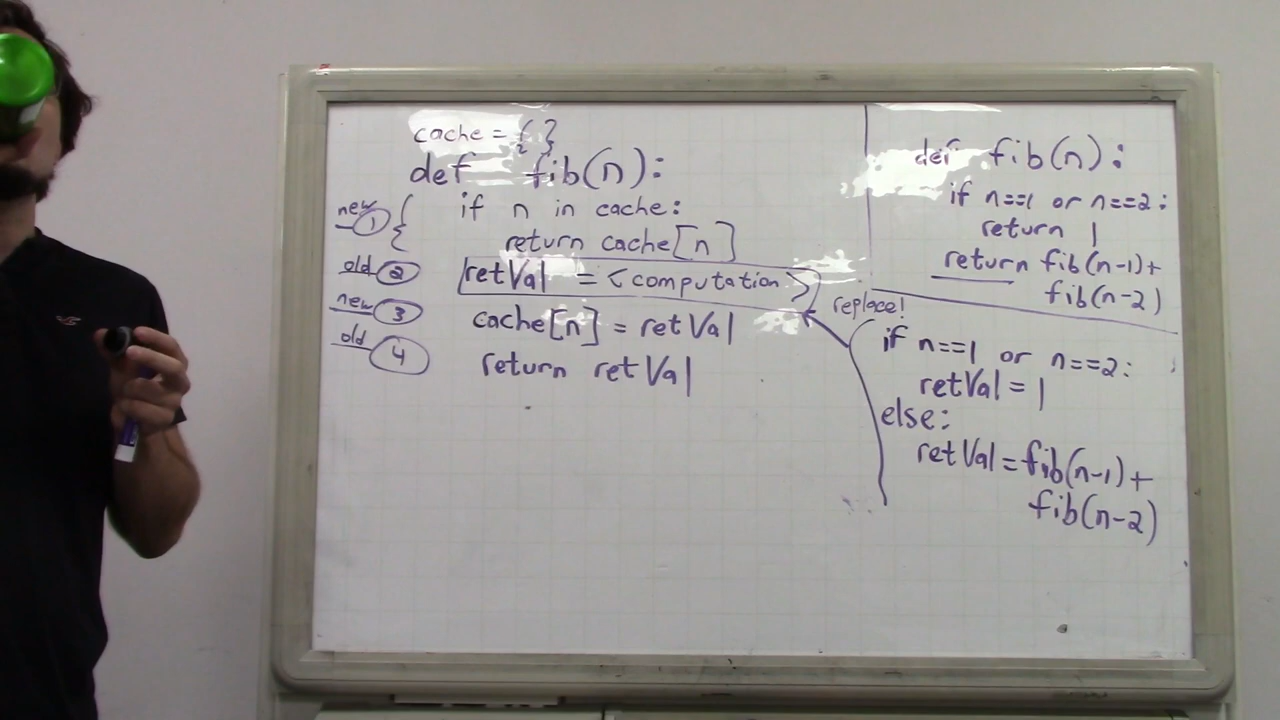 cache = { }
def fib(n):
new 1 if n in cache:
return cache[n]
old 2 retVal = <computation>
new 3 cache[n] = retVal
old 4 return retVal
def fib(n):
if n==1 or n==2:
return 1
return fib(n-1)+
fib(n-2)
replace!
if n==1 or n==2:
retVal = 1
else:
retVal = fib(n-1)+
fib(n-2)